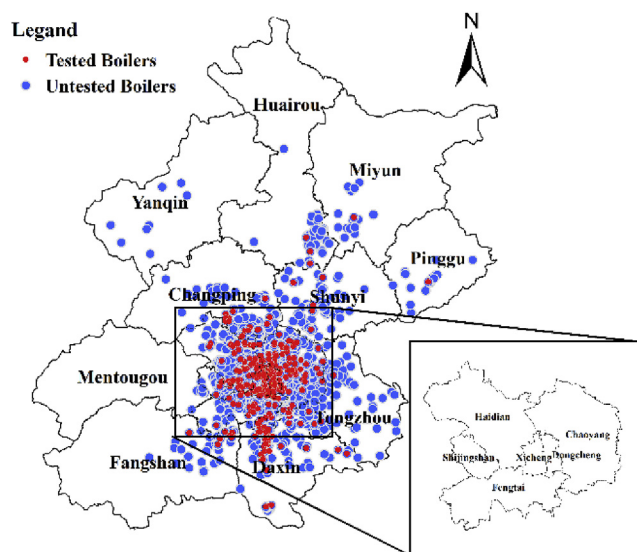 N
Legand
Tested Boilers
Untested Boilers
Huairou
Miyun
Yanqin
Pinggu
Changping
Shunyi
Mentougou
Tongzhou
Fangshan
Daxin
Haidian
Chaoyang
Shijingshan
Xicheng
Dongcheng
Fengtai